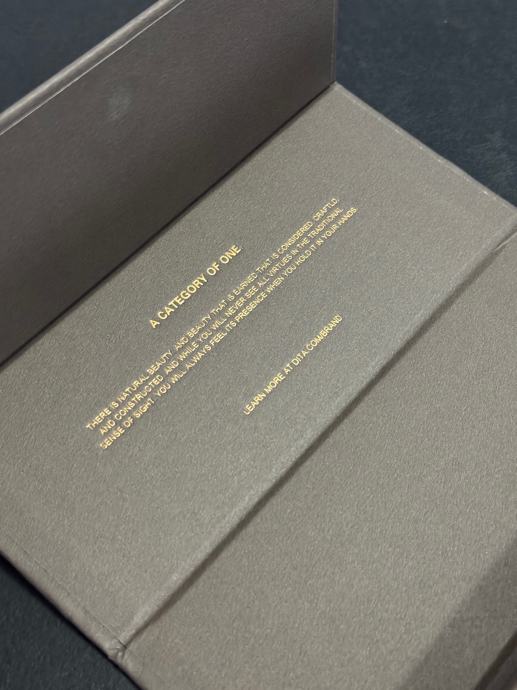 A CATEGORY OF ONE.
THERE IS NATURAL BEAUTY. AND BEAUTY THAT IS EARNED. THAT IS CONSIDERED. CRAFTED.
AND CONSTRUCTED. AND WHILE YOU WILL NEVER SEE ALL VIRTUES IN THE TRADITIONAL
SENSE OF SIGHT. YOU WILL ALWAYS FEEL ITS PRESENCE WHEN YOU HOLD IT IN YOUR HANDS.
LEARN MORE AT DITA.COM/BRAND